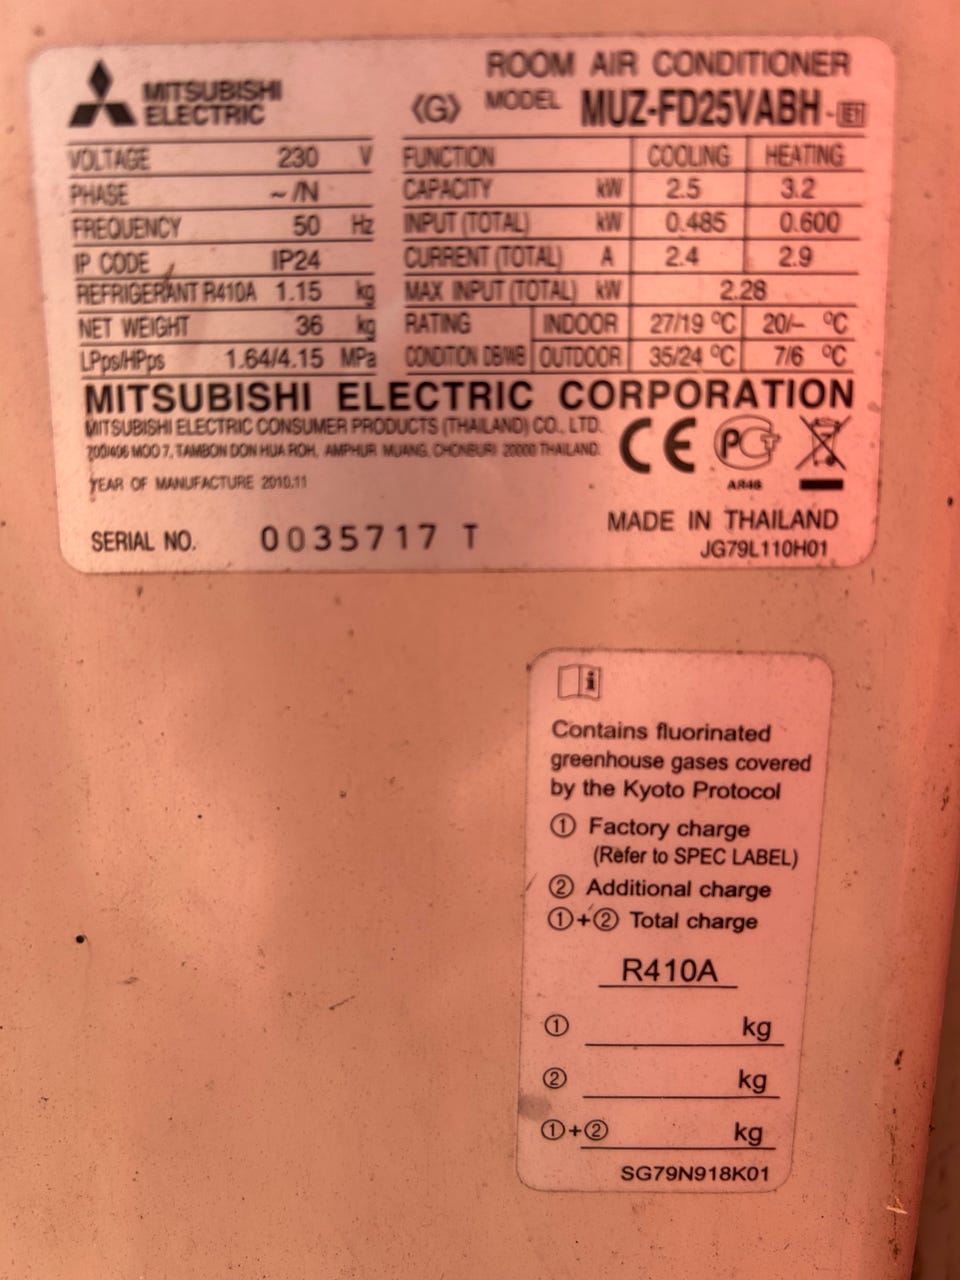 MITSUBISHI
ELECTRIC
ROOM AIR CONDITIONER
⟨G⟩ MODEL MUZ-FD25VABH-E1
VOLTAGE 230 V
PHASE ~/N
FREQUENCY 50 Hz
IP CODE IP24
REFRIGERANT R410A 1.15 kg
NET WEIGHT 36 kg
LPps/HPps 1.64/4.15 MPa
FUNCTION COOLING HEATING
CAPACITY kW 2.5 3.2
INPUT (TOTAL) kW 0.485 0.600
CURRENT (TOTAL) A 2.4 2.9
MAX INPUT (TOTAL) kW 2.28
RATING INDOOR 27/19 °C 20/– °C
CONDITION DB/WB OUTDOOR 35/24 °C 7/6 °C
MITSUBISHI ELECTRIC CORPORATION
MITSUBISHI ELECTRIC CONSUMER PRODUCTS (THAILAND) CO., LTD.
700/406 MOO 7, TAMBON DON HUA ROH, AMPHUR MUANG, CHONBURI 20000 THAILAND.
CE
PCT
AR46
YEAR OF MANUFACTURE 2010.11
SERIAL NO. 0035717 T
MADE IN THAILAND
JG79L110H01
i
Contains fluorinated
greenhouse gases covered
by the Kyoto Protocol
① Factory charge
(Refer to SPEC LABEL)
② Additional charge
①+② Total charge
R410A
① kg
② kg
①+② kg
SG79N918K01